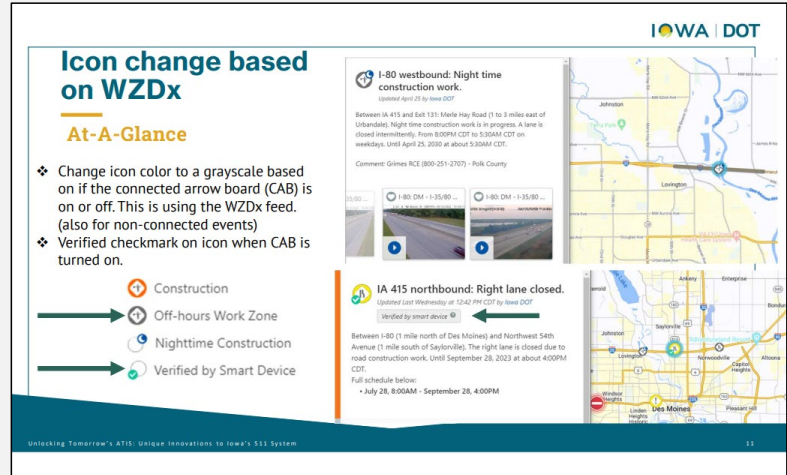 IOWA DOT
Icon change based
on WZDx
At-A-Glance
❖ Change icon color to a grayscale based
on if the connected arrow board (CAB) is
on or off. This is using the WZDx feed.
(also for non-connected events)
❖ Verified checkmark on icon when CAB is
turned on.
Construction
Off-hours Work Zone
Nighttime Construction
Verified by Smart Device
I-80 westbound: Night time
construction work.
Updated April 25 by Iowa DOT
Between IA 415 and Exit 131: Merle Hay Road (1 to 3 miles east of
Urbandale). Night time construction work is in progress. A lane is
closed intermittently. From 8:00PM CDT to 5:30AM CDT on
weekdays. Until April 25, 2030 at about 5:30AM CDT.
Comment: Grimes RCE (800-251-2707) - Polk County
35/80 ...
I-80: DM - I-35/80 ...
I-80: DM - I-35/80 ...
Johnston
Lovington
IA 415 northbound: Right lane closed.
Updated Last Wednesday at 12:42 PM CDT by Iowa DOT
Verified by smart device
Between I-80 (1 mile north of Des Moines) and Northwest 54th
Avenue (1 mile south of Saylorville). The right lane is closed due to
road construction work. Until September 28, 2023 at about 4:00PM
CDT.
Full schedule below:
• July 28, 8:00AM - September 28, 4:00PM
Ankeny
Enterprise
Bondurant
Johnston
Saylorville
Lovington
Norwoodville
Altoona
Capitol
Heights
Windsor
Heights
Linden
Heights
Historic
Des Moines
Pleasant Hill
Unlocking Tomorrow's ATIS: Unique Innovations to Iowa's 511 System
11